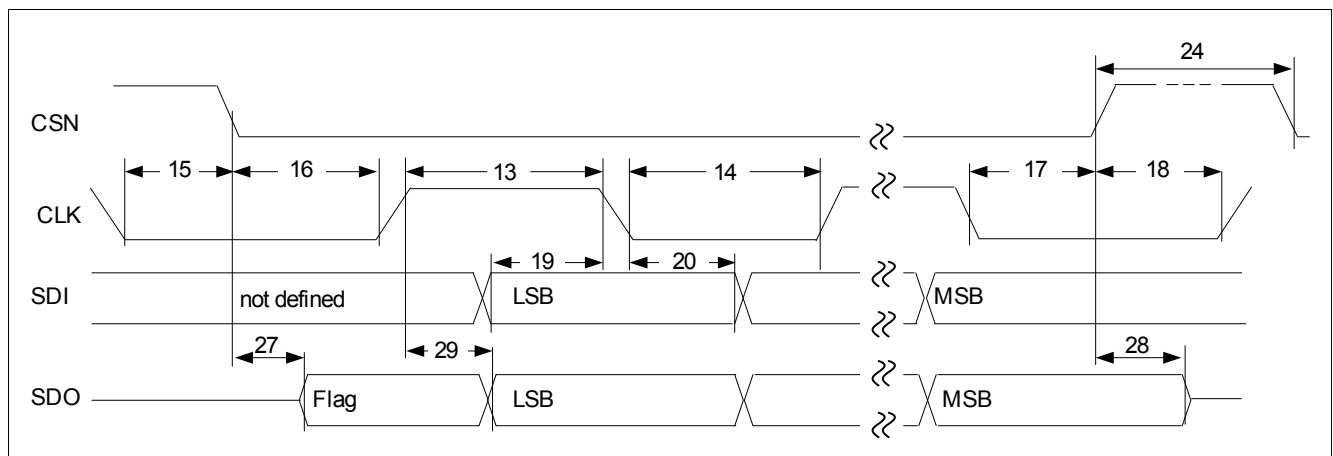 24
CSN
15 16 13 14 17 18
CLK
19 20
SDI not defined LSB MSB
27 29 28
SDO Flag LSB MSB